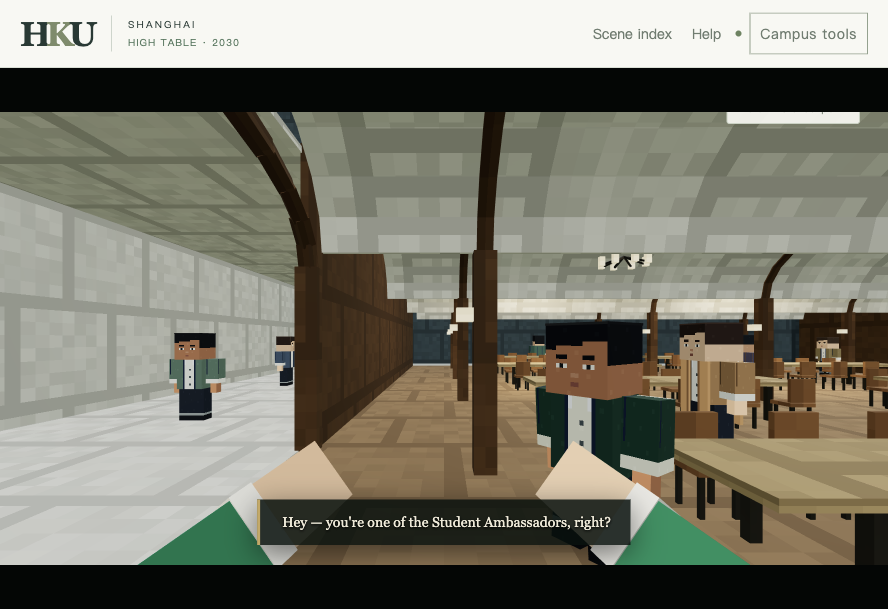 HKU
SHANGHAI
HIGH TABLE · 2030
Scene index
Help
Campus tools
Hey — you're one of the Student Ambassadors, right?